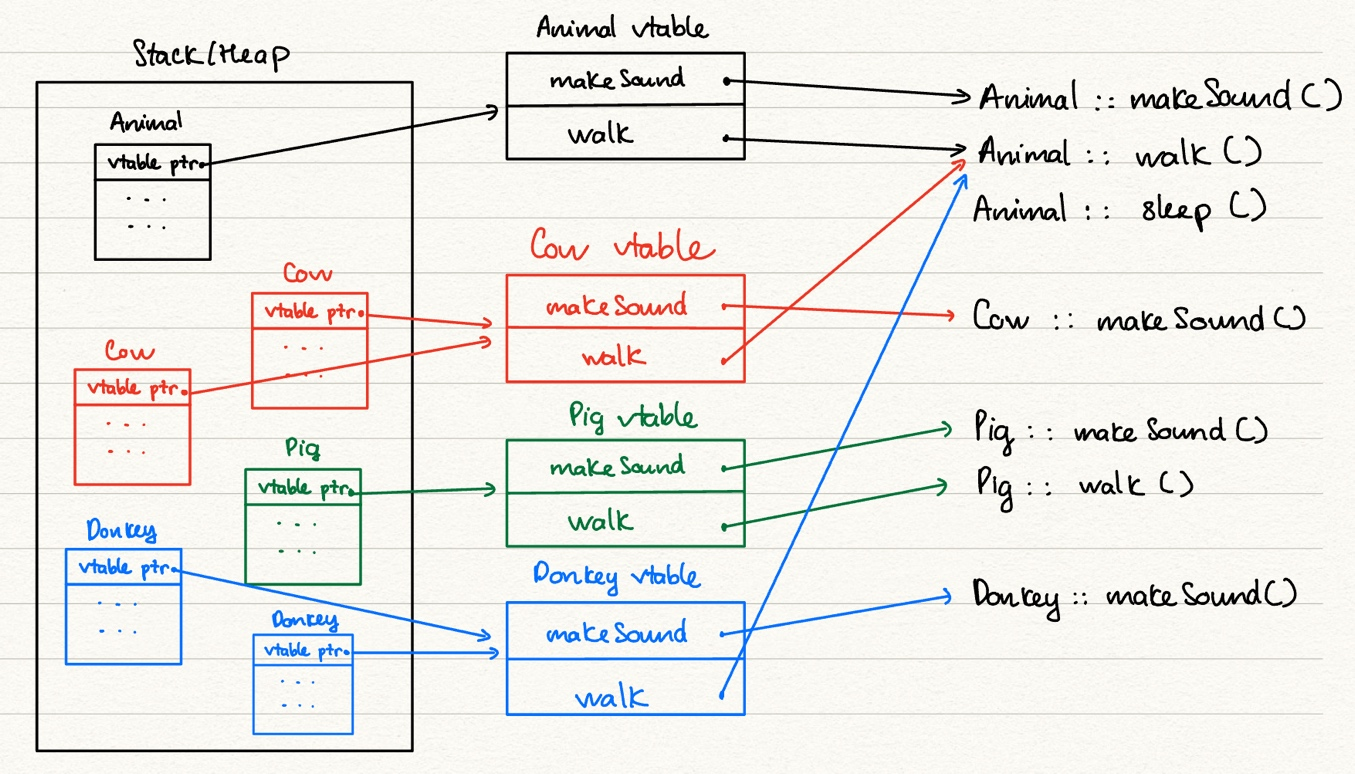 Stack/Heap
Animal
vtable ptr
Cow
vtable ptr
Cow
vtable ptr
Pig
vtable ptr
Donkey
vtable ptr
Donkey
vtable ptr
Animal vtable
makeSound
walk
Cow vtable
makeSound
walk
Pig vtable
makeSound
walk
Donkey vtable
makeSound
walk
Animal :: makeSound()
Animal :: walk()
Animal :: sleep()
Cow :: makeSound()
Pig :: makeSound()
Pig :: walk()
Donkey :: makeSound()